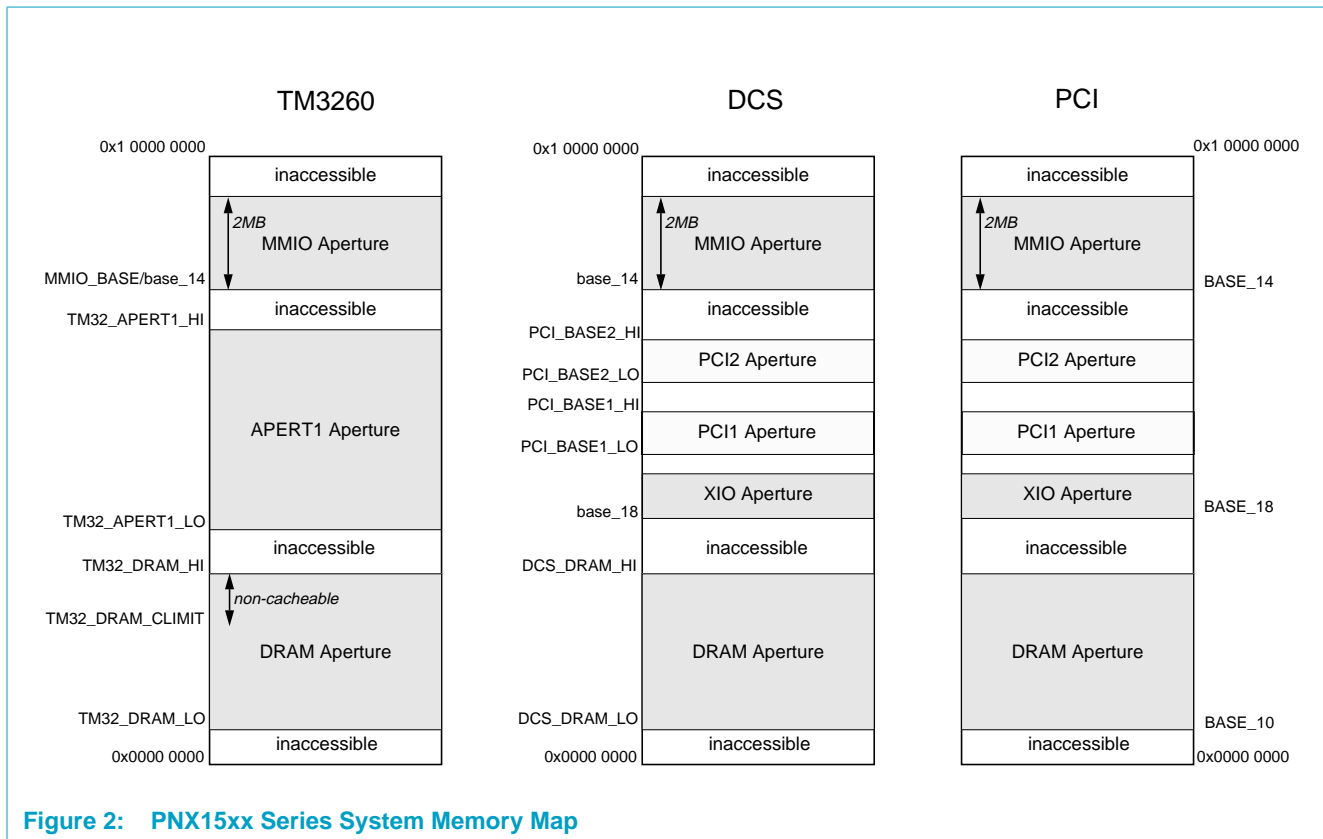 TM3260
DCS
PCI
0x1 0000 0000
0x1 0000 0000
0x1 0000 0000
inaccessible
inaccessible
inaccessible
2MB
2MB
2MB
MMIO Aperture
MMIO Aperture
MMIO Aperture
MMIO_BASE/base_14
base_14
BASE_14
inaccessible
inaccessible
inaccessible
TM32_APERT1_HI
PCI_BASE2_HI
PCI2 Aperture
PCI2 Aperture
PCI_BASE2_LO
PCI_BASE1_HI
APERT1 Aperture
PCI1 Aperture
PCI1 Aperture
PCI_BASE1_LO
XIO Aperture
XIO Aperture
TM32_APERT1_LO
base_18
BASE_18
inaccessible
inaccessible
inaccessible
TM32_DRAM_HI
DCS_DRAM_HI
non-cacheable
TM32_DRAM_CLIMIT
DRAM Aperture
DRAM Aperture
DRAM Aperture
TM32_DRAM_LO
DCS_DRAM_LO
BASE_10
inaccessible
inaccessible
inaccessible
0x0000 0000
0x0000 0000
0x0000 0000
Figure 2: PNX15xx Series System Memory Map